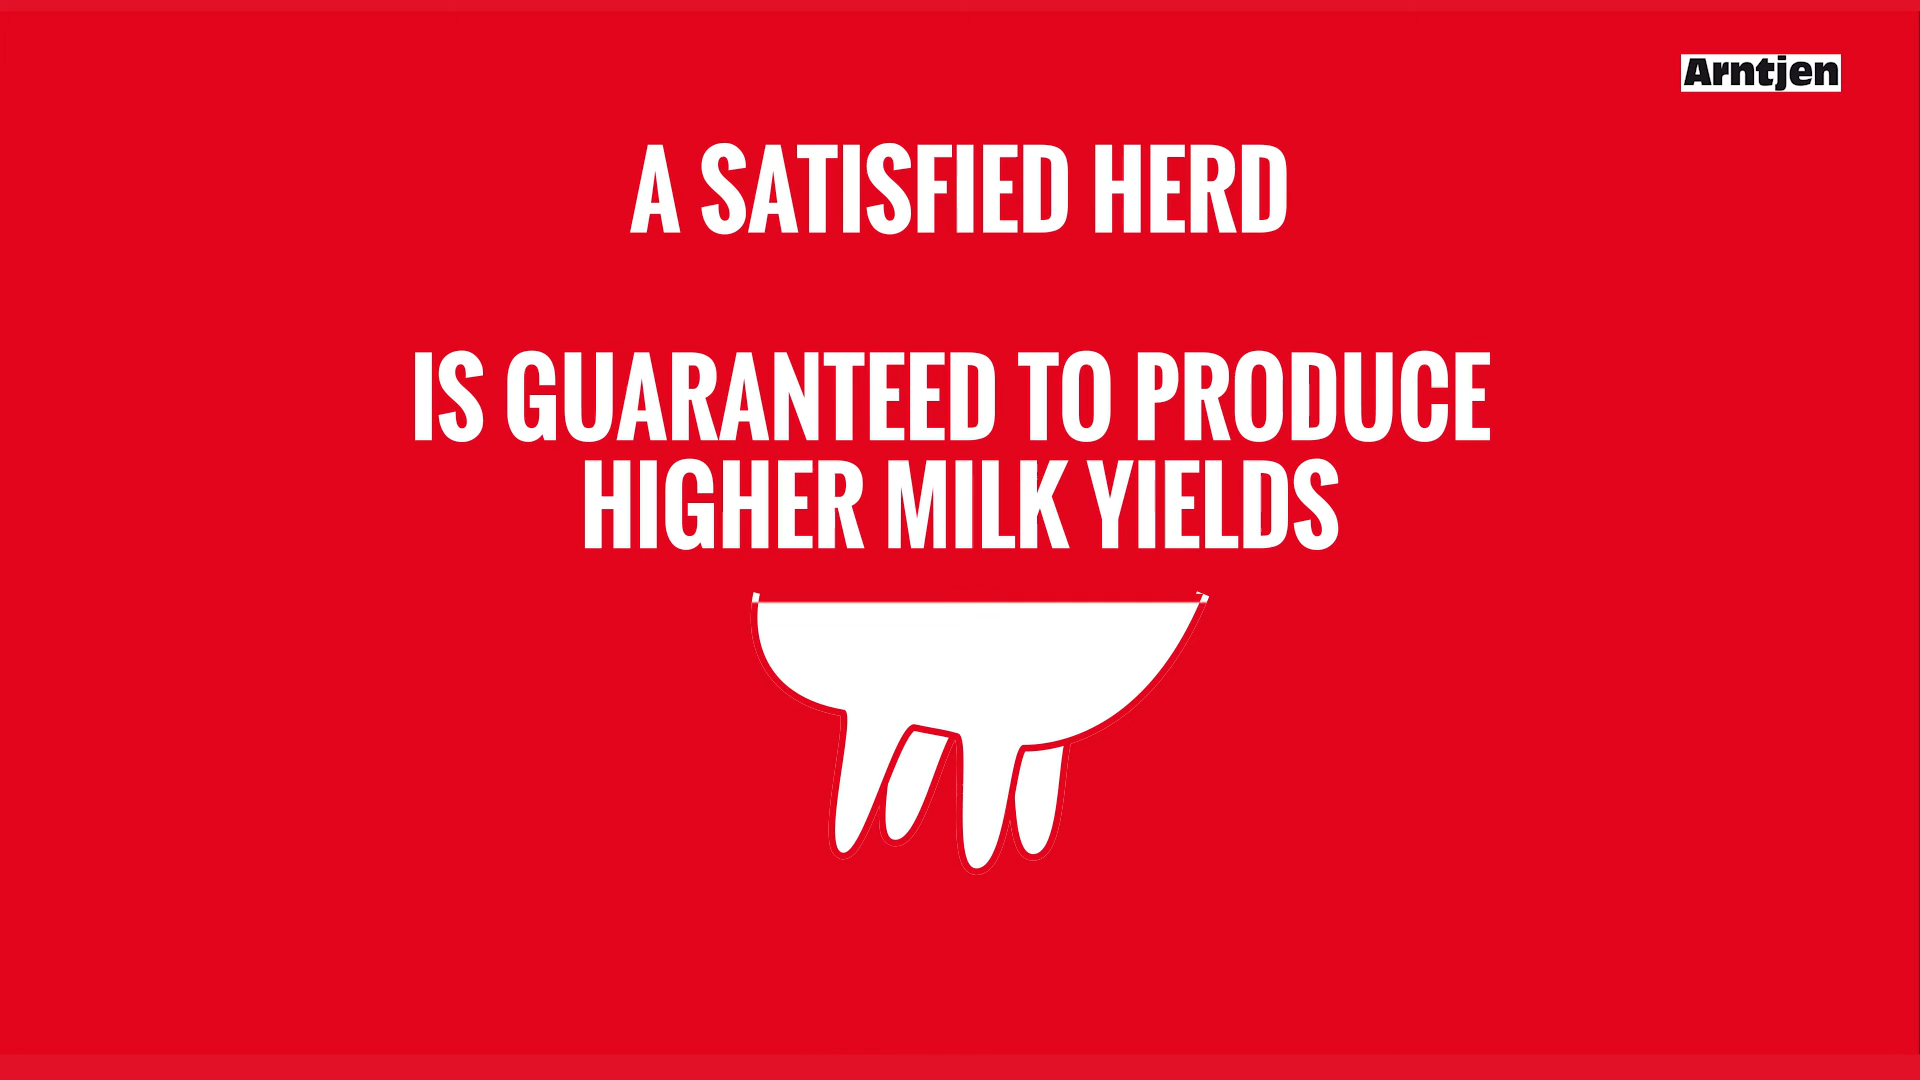 Arntjen
A SATISFIED HERD
IS GUARANTEED TO PRODUCE
HIGHER MILK YIELDS